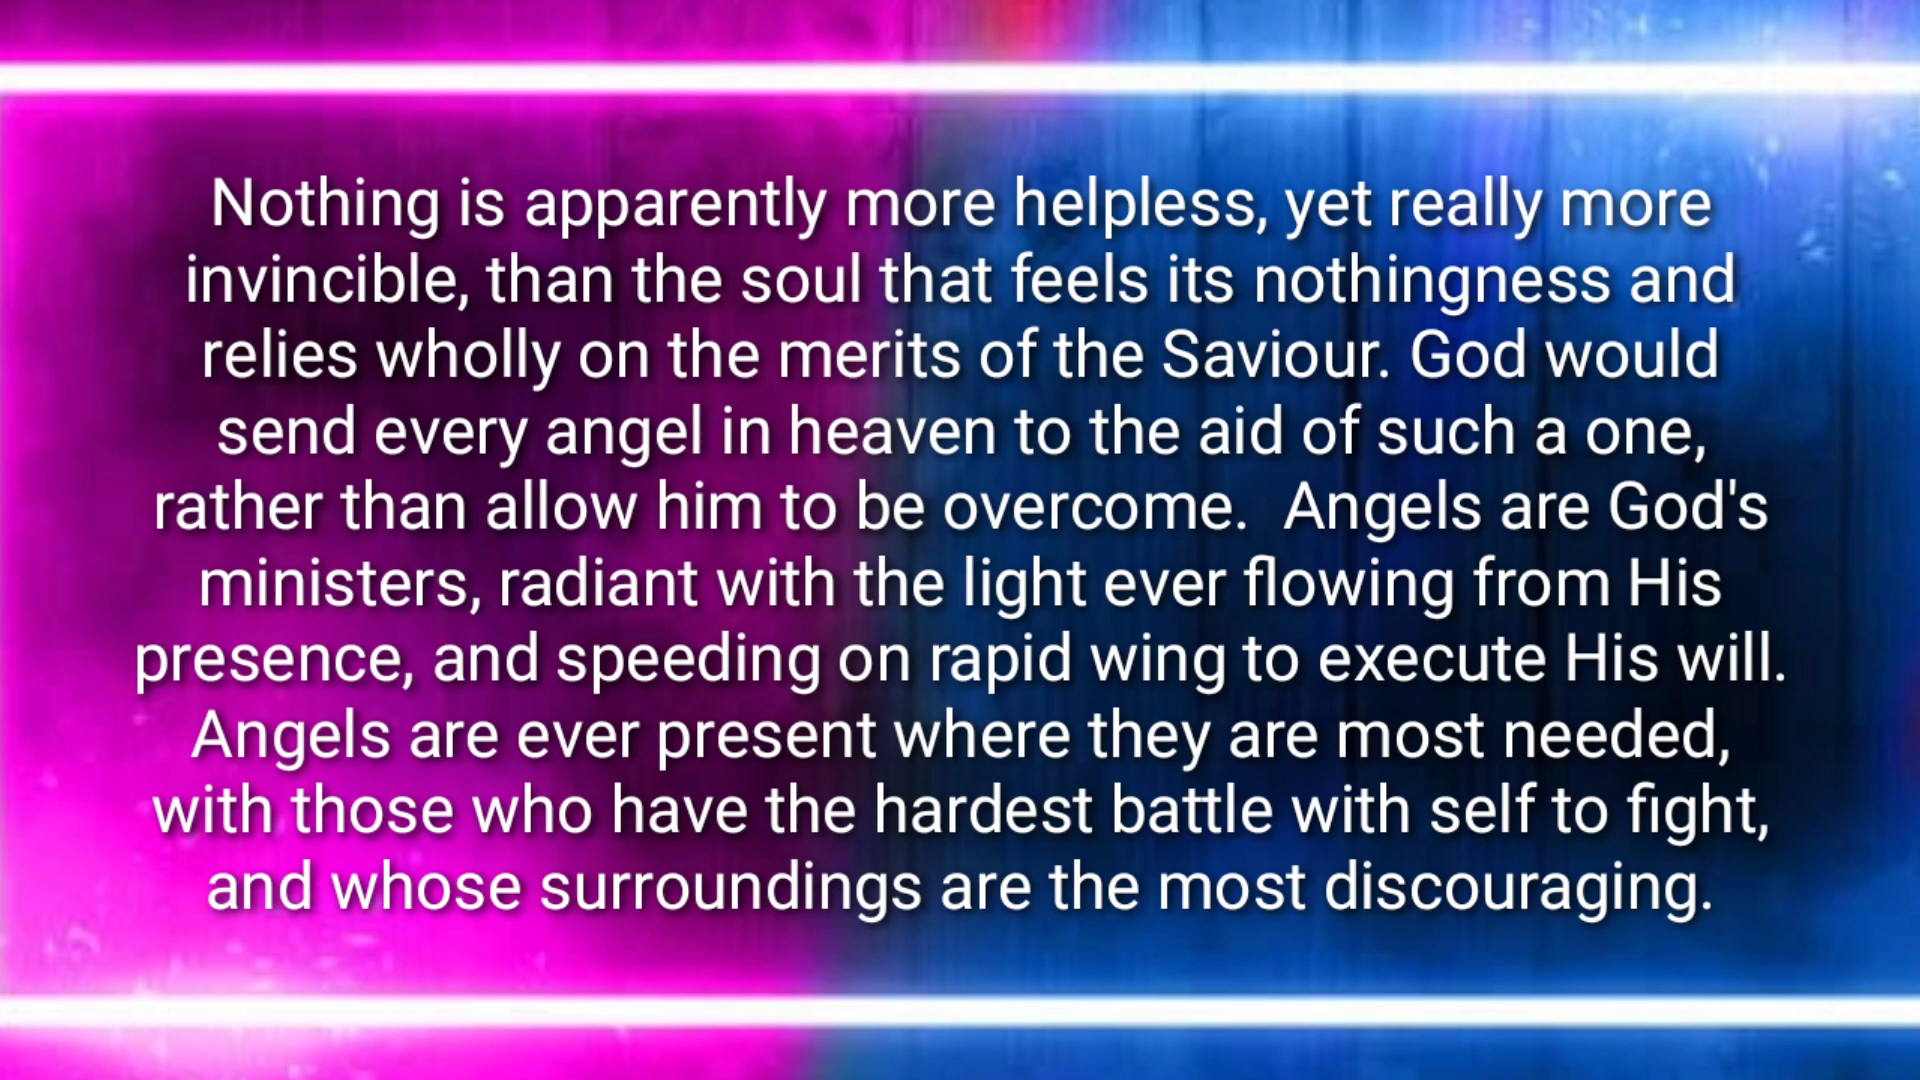 Nothing is apparently more helpless, yet really more
invincible, than the soul that feels its nothingness and
relies wholly on the merits of the Saviour. God would
send every angel in heaven to the aid of such a one,
rather than allow him to be overcome.  Angels are God's
ministers, radiant with the light ever flowing from His
presence, and speeding on rapid wing to execute His will.
Angels are ever present where they are most needed,
with those who have the hardest battle with self to fight,
and whose surroundings are the most discouraging.